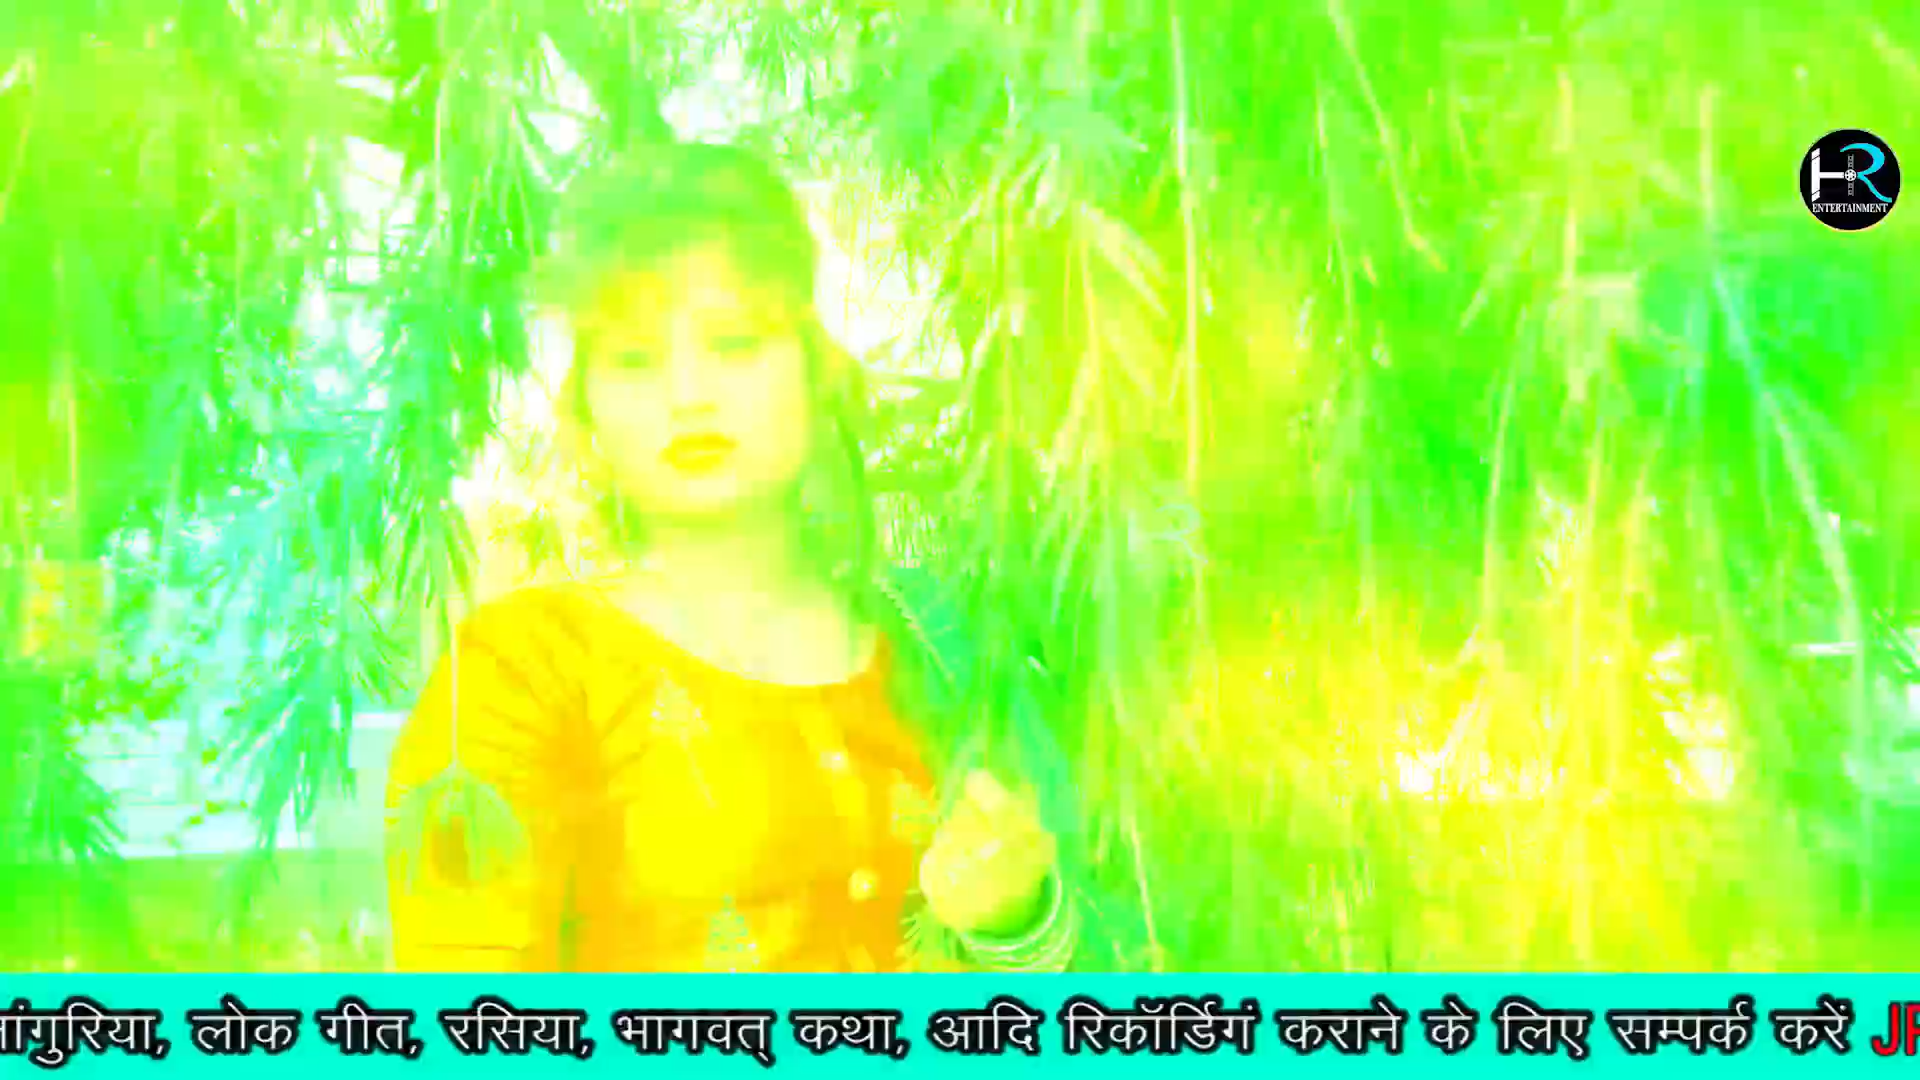 HR
ENTERTAINMENT
लोक गीत, रसिया, भागवत् कथा, आदि रिकॉर्डिगं कराने के लिए सम्पर्क करें